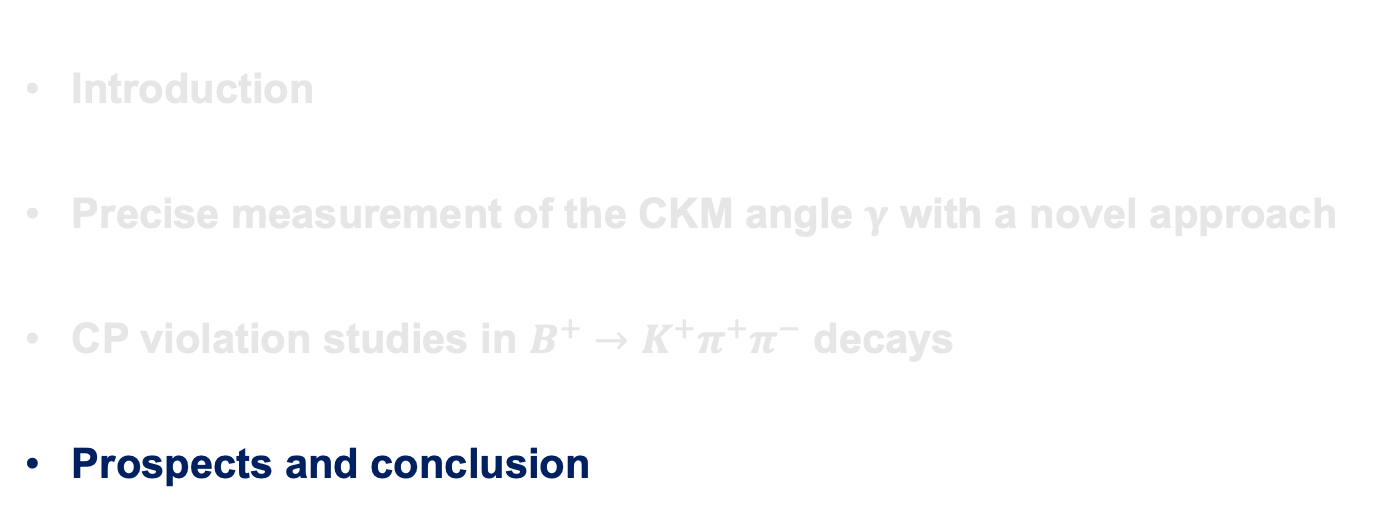 • Introduction
• Precise measurement of the CKM angle γ with a novel approach
• CP violation studies in B⁺ → K⁺π⁺π⁻ decays
• Prospects and conclusion